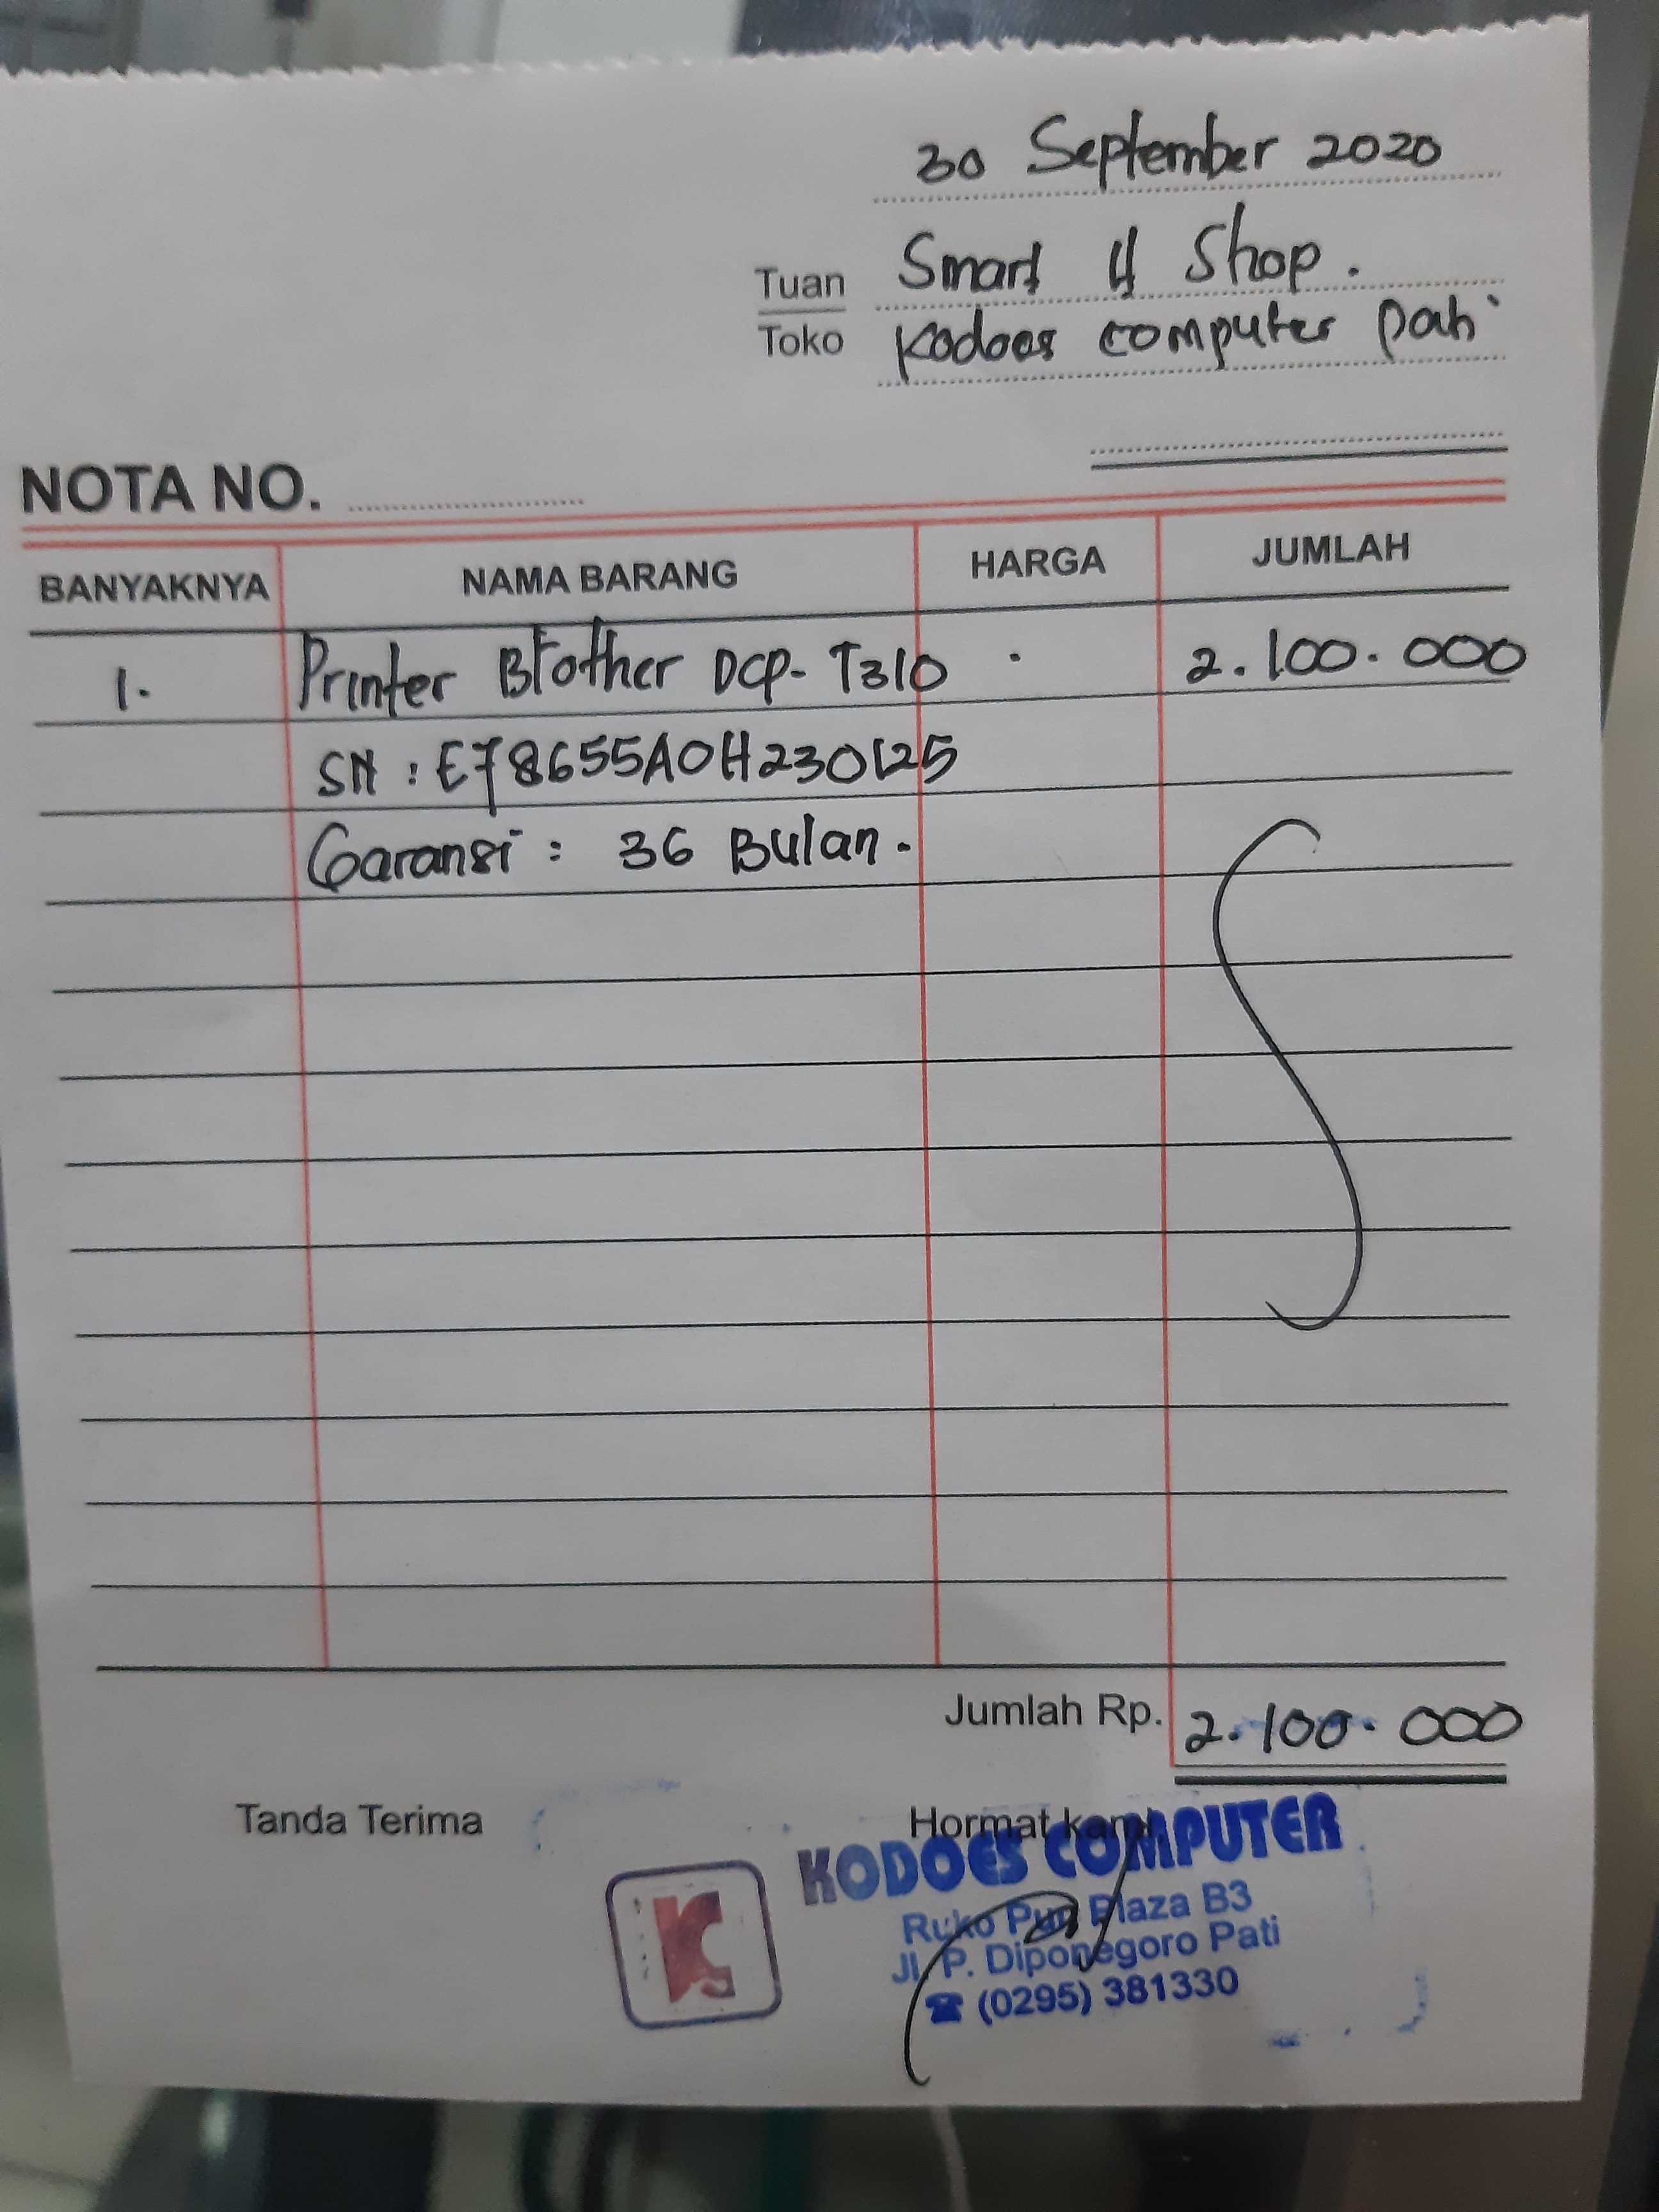 30 September 2020
Tuan Smart 4 Shop.
Toko Kodoes computer pati
NOTA NO.
BANYAKNYA NAMA BARANG HARGA JUMLAH
1. Printer Brother DCP- T310 2.100.000
SN : E78655A0H230125
Garansi : 36 Bulan.
Jumlah Rp. 2.100.000
Tanda Terima Hormat kami
KODOES COMPUTER
Ruko Puri Plaza B3
Jl. P. Diponegoro Pati
☎ (0295) 381330